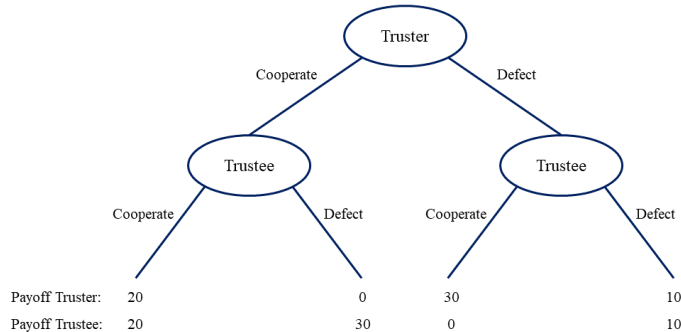 Truster
Cooperate Defect
Trustee Trustee
Cooperate Defect Cooperate Defect
Payoff Truster: 20 0 30 10
Payoff Trustee: 20 30 0 10